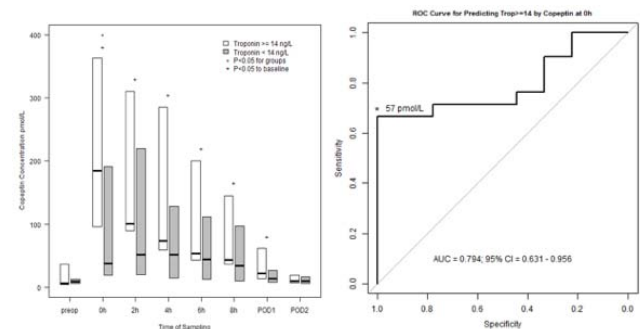 400
300
200
100
0
Copeptin Concentration pmol/L
Troponin >= 14 ng/L
Troponin < 14 ng/L
P<0.05 for groups
P<0.05 to baseline
presp 0h 2h 4h 6h 8h POD1 POD2
Time of Sampling
ROC Curve for Predicting Trop>=14 by Copeptin at 0h
1.0
0.8
0.6
0.4
0.2
0.0
Sensitivity
57 pmol/L
AUC = 0.794; 95% CI = 0.631 - 0.956
1.0 0.8 0.6 0.4 0.2 0.0
Specificity